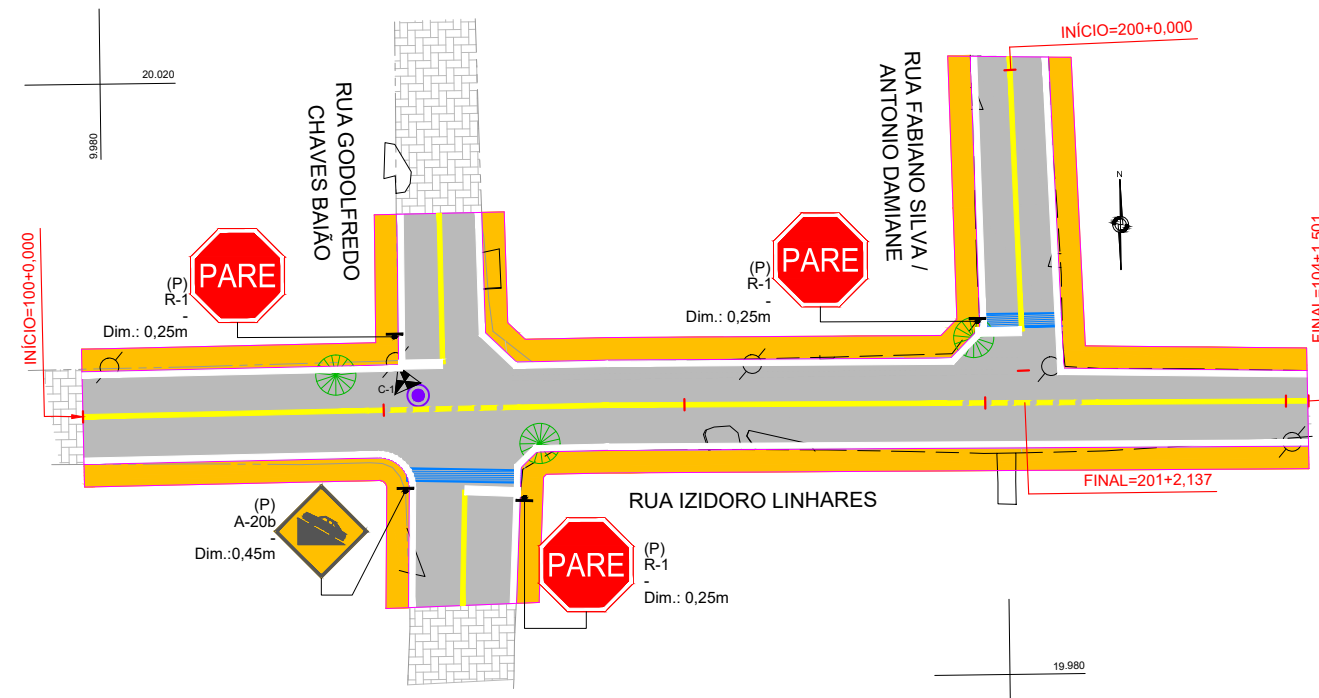 INÍCIO=200+0,000
20.020
9.980
RUA GODOLFREDO
CHAVES BAIÃO
RUA FABIANO SILVA /
ANTONIO DAMIANE
N
PARE
(P)
R-1
-
Dim.: 0,25m
PARE
(P)
R-1
-
Dim.: 0,25m
INÍCIO=100+0,000
FINAL=104+1,501
C-1
FINAL=201+2,137
RUA IZIDORO LINHARES
(P)
A-20b
-
Dim.:0,45m
PARE
(P)
R-1
-
Dim.: 0,25m
19.980